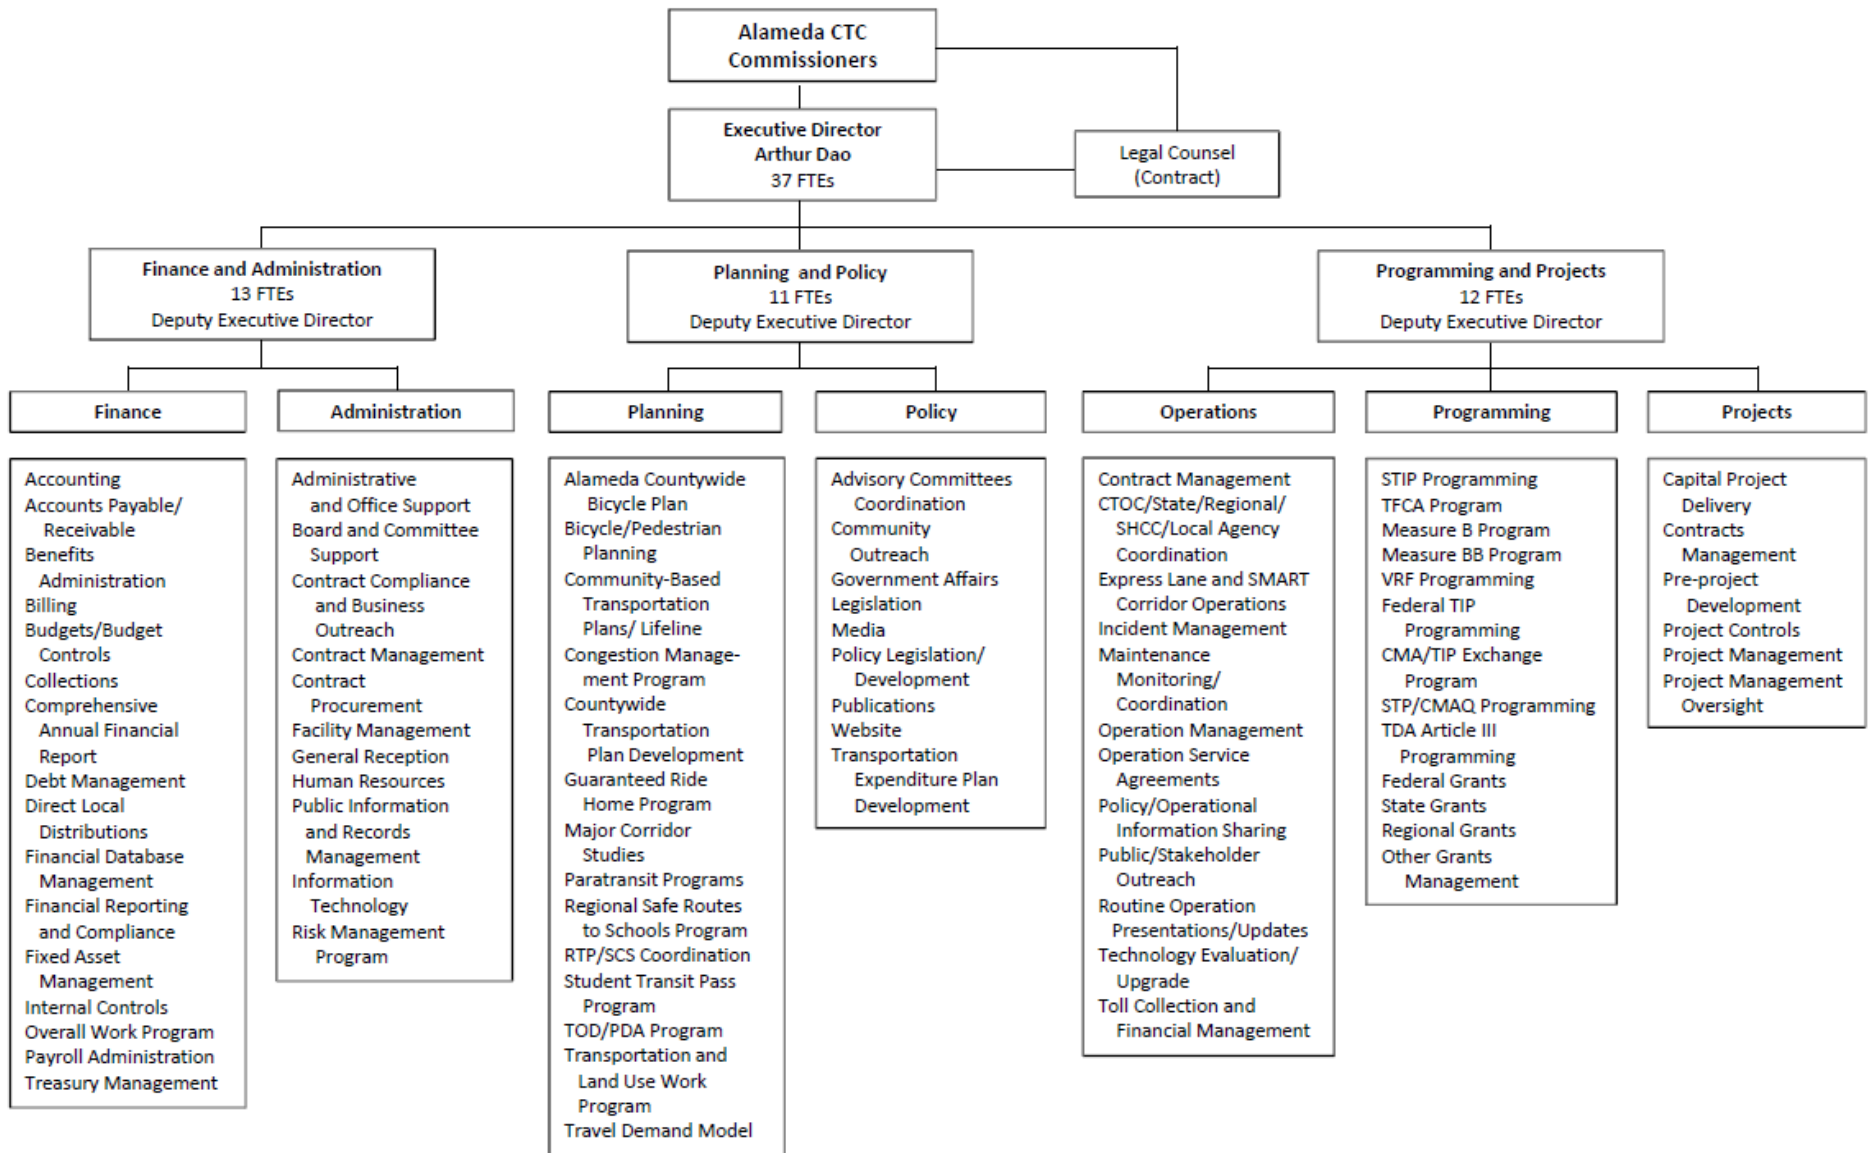 Alameda CTC
Commissioners
Executive Director
Arthur Dao
37 FTEs
Legal Counsel
(Contract)
Finance and Administration
13 FTEs
Deputy Executive Director
Planning and Policy
11 FTEs
Deputy Executive Director
Programming and Projects
12 FTEs
Deputy Executive Director
Finance
Administration
Planning
Policy
Operations
Programming
Projects
Accounting
Accounts Payable/
Receivable
Benefits
Administration
Billing
Budgets/Budget
Controls
Collections
Comprehensive
Annual Financial
Report
Debt Management
Direct Local
Distributions
Financial Database
Management
Financial Reporting
and Compliance
Fixed Asset
Management
Internal Controls
Overall Work Program
Payroll Administration
Treasury Management
Administrative
and Office Support
Board and Committee
Support
Contract Compliance
and Business
Outreach
Contract Management
Contract
Procurement
Facility Management
General Reception
Human Resources
Public Information
and Records
Management
Information
Technology
Risk Management
Program
Alameda Countywide
Bicycle Plan
Bicycle/Pedestrian
Planning
Community-Based
Transportation
Plans/ Lifeline
Congestion Manage-
ment Program
Countywide
Transportation
Plan Development
Guaranteed Ride
Home Program
Major Corridor
Studies
Paratransit Programs
Regional Safe Routes
to Schools Program
RTP/SCS Coordination
Student Transit Pass
Program
TOD/PDA Program
Transportation and
Land Use Work
Program
Travel Demand Model
Advisory Committees
Coordination
Community
Outreach
Government Affairs
Legislation
Media
Policy Legislation/
Development
Publications
Website
Transportation
Expenditure Plan
Development
Contract Management
CTOC/State/Regional/
SHCC/Local Agency
Coordination
Express Lane and SMART
Corridor Operations
Incident Management
Maintenance
Monitoring/
Coordination
Operation Management
Operation Service
Agreements
Policy/Operational
Information Sharing
Public/Stakeholder
Outreach
Routine Operation
Presentations/Updates
Technology Evaluation/
Upgrade
Toll Collection and
Financial Management
STIP Programming
TFCA Program
Measure B Program
Measure BB Program
VRF Programming
Federal TIP
Programming
CMA/TIP Exchange
Program
STP/CMAQ Programming
TDA Article III
Programming
Federal Grants
State Grants
Regional Grants
Other Grants
Management
Capital Project
Delivery
Contracts
Management
Pre-project
Development
Project Controls
Project Management
Project Management
Oversight